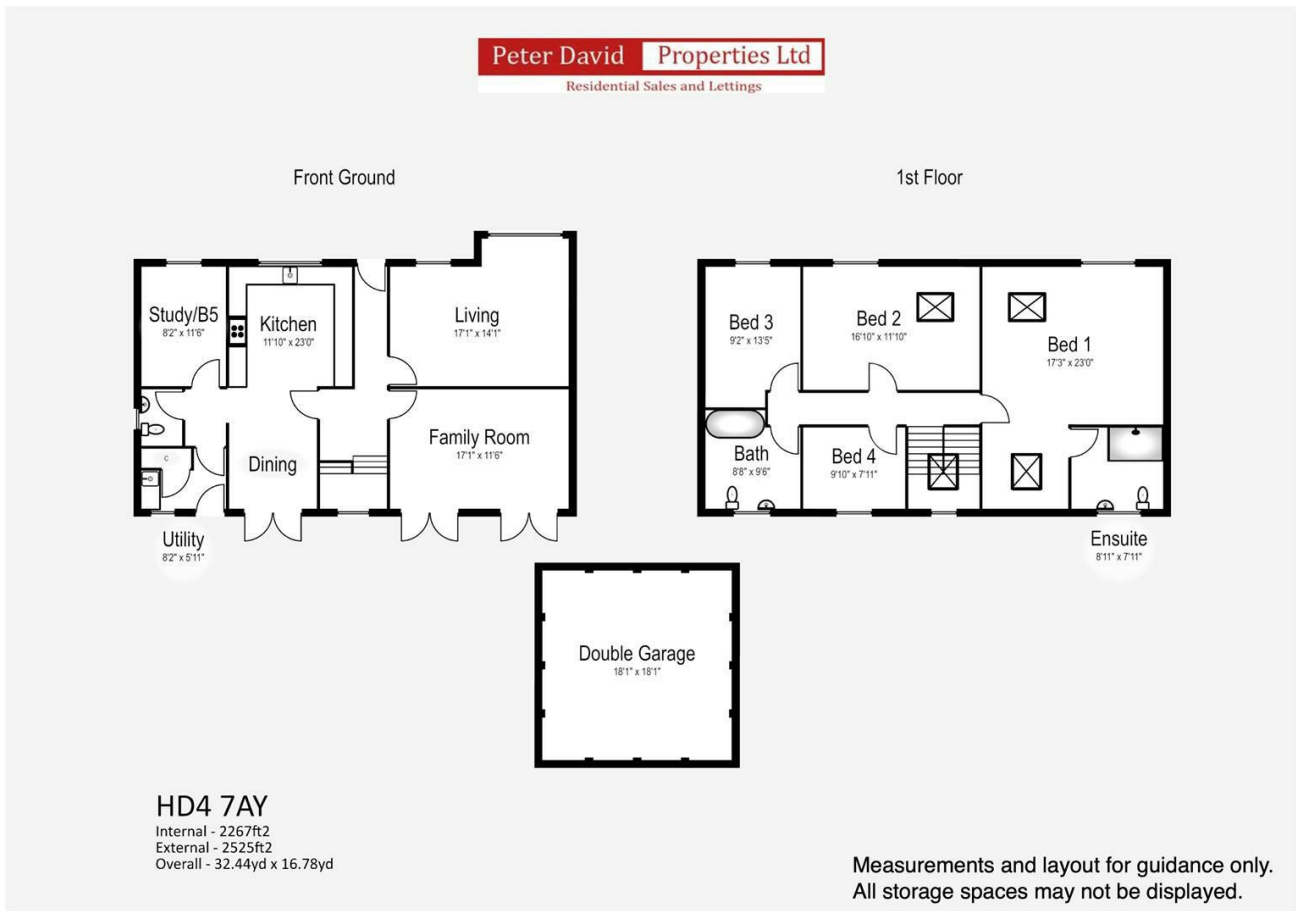 Peter David Properties Ltd
Residential Sales and Lettings
Front Ground
1st Floor
Study/B5
8'2" x 11'6"
Kitchen
11'10" x 23'0"
Living
17'1" x 14'1"
Family Room
17'1" x 11'6"
Dining
C
Utility
8'2" x 5'11"
Bed 3
9'2" x 13'5"
Bed 2
16'10" x 11'10"
Bed 1
17'3" x 23'0"
Bath
8'8" x 9'6"
Bed 4
9'10" x 7'11"
Ensuite
8'11" x 7'11"
Double Garage
18'1" x 18'1"
HD4 7AY
Internal - 2267ft2
External - 2525ft2
Overall - 32.44yd x 16.78yd
Measurements and layout for guidance only.
All storage spaces may not be displayed.